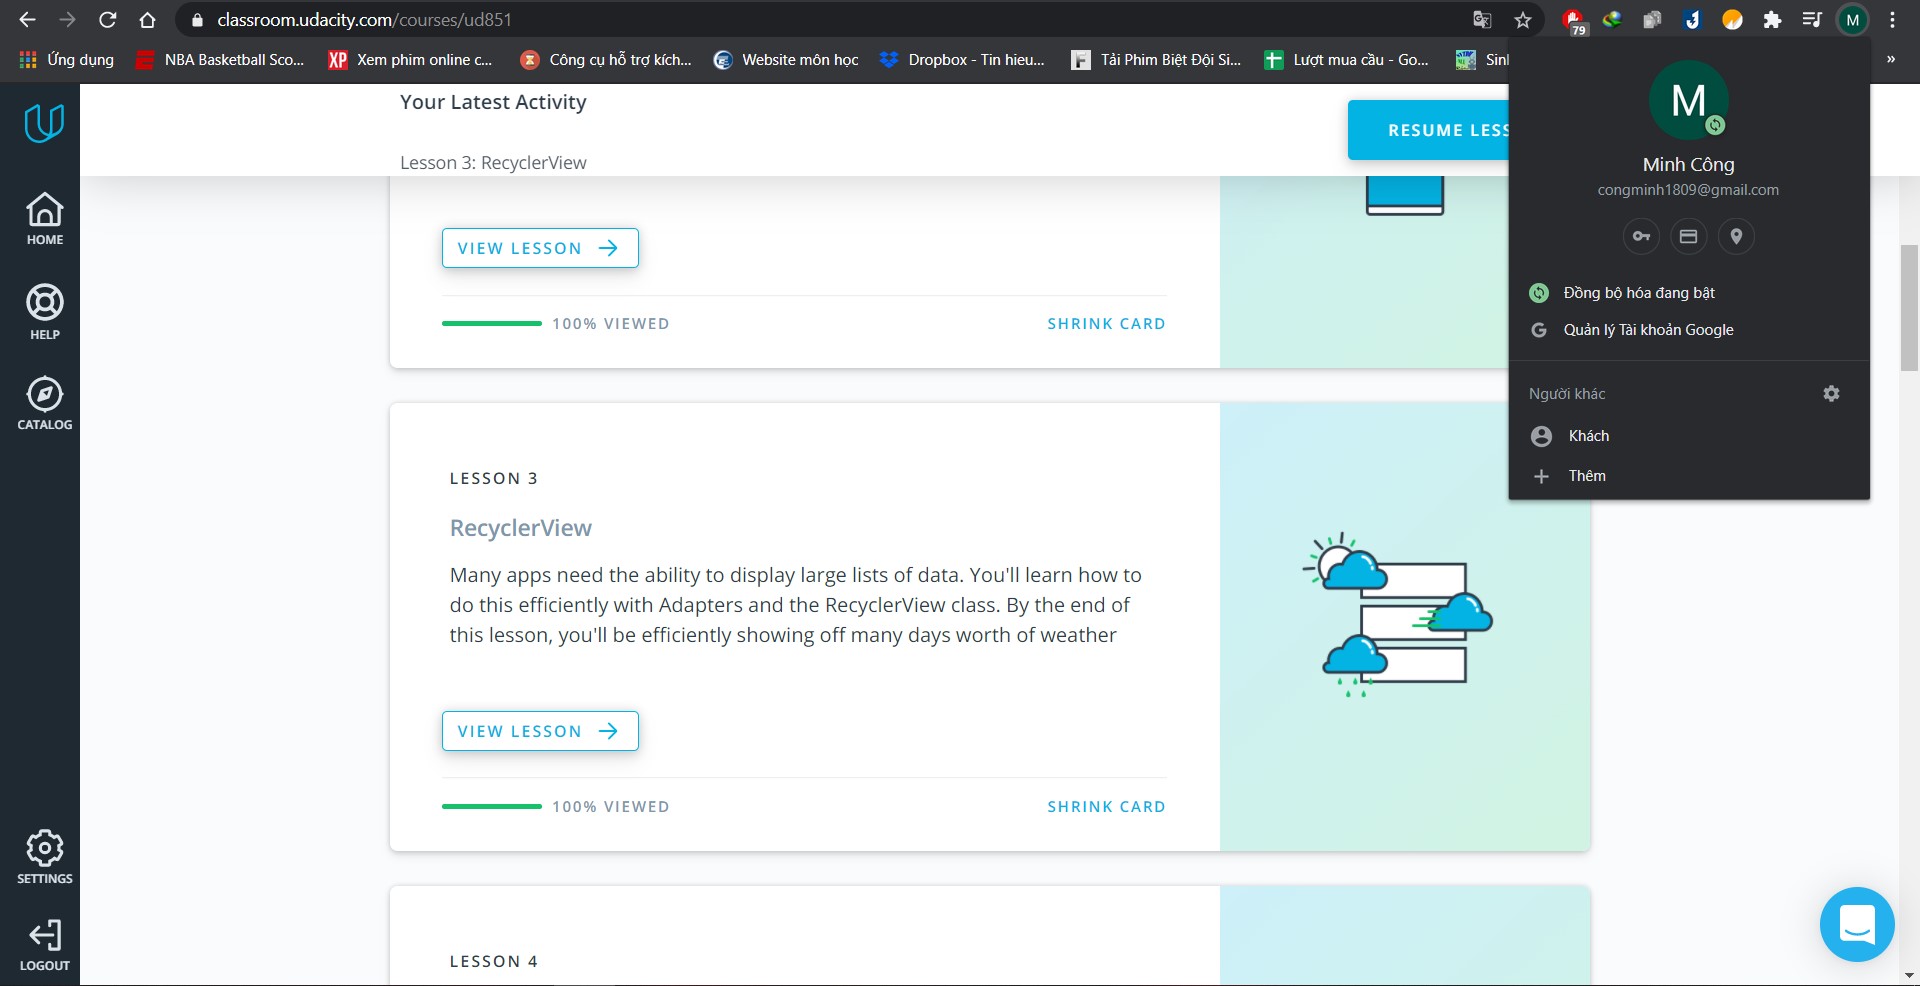 classroom.udacity.com/courses/ud851
79
M
Ứng dụng
NBA Basketball Sco...
XP
Xem phim online c...
Công cụ hỗ trợ kích...
Website môn học
Dropbox - Tin hieu...
F
Tải Phim Biệt Đội Si...
Lượt mua cầu - Go...
»
Your Latest Activity
Lesson 3: RecyclerView
M
Minh Công
congminh1809@gmail.com
Đồng bộ hóa đang bật
G
Quản lý Tài khoản Google
Người khác
Khách
Thêm
HOME
HELP
CATALOG
SETTINGS
LOGOUT
VIEW LESSON
100% VIEWED
SHRINK CARD
LESSON 3
RecyclerView
Many apps need the ability to display large lists of data. You'll learn how to
do this efficiently with Adapters and the RecyclerView class. By the end of
this lesson, you'll be efficiently showing off many days worth of weather
VIEW LESSON
100% VIEWED
SHRINK CARD
LESSON 4
RESUME